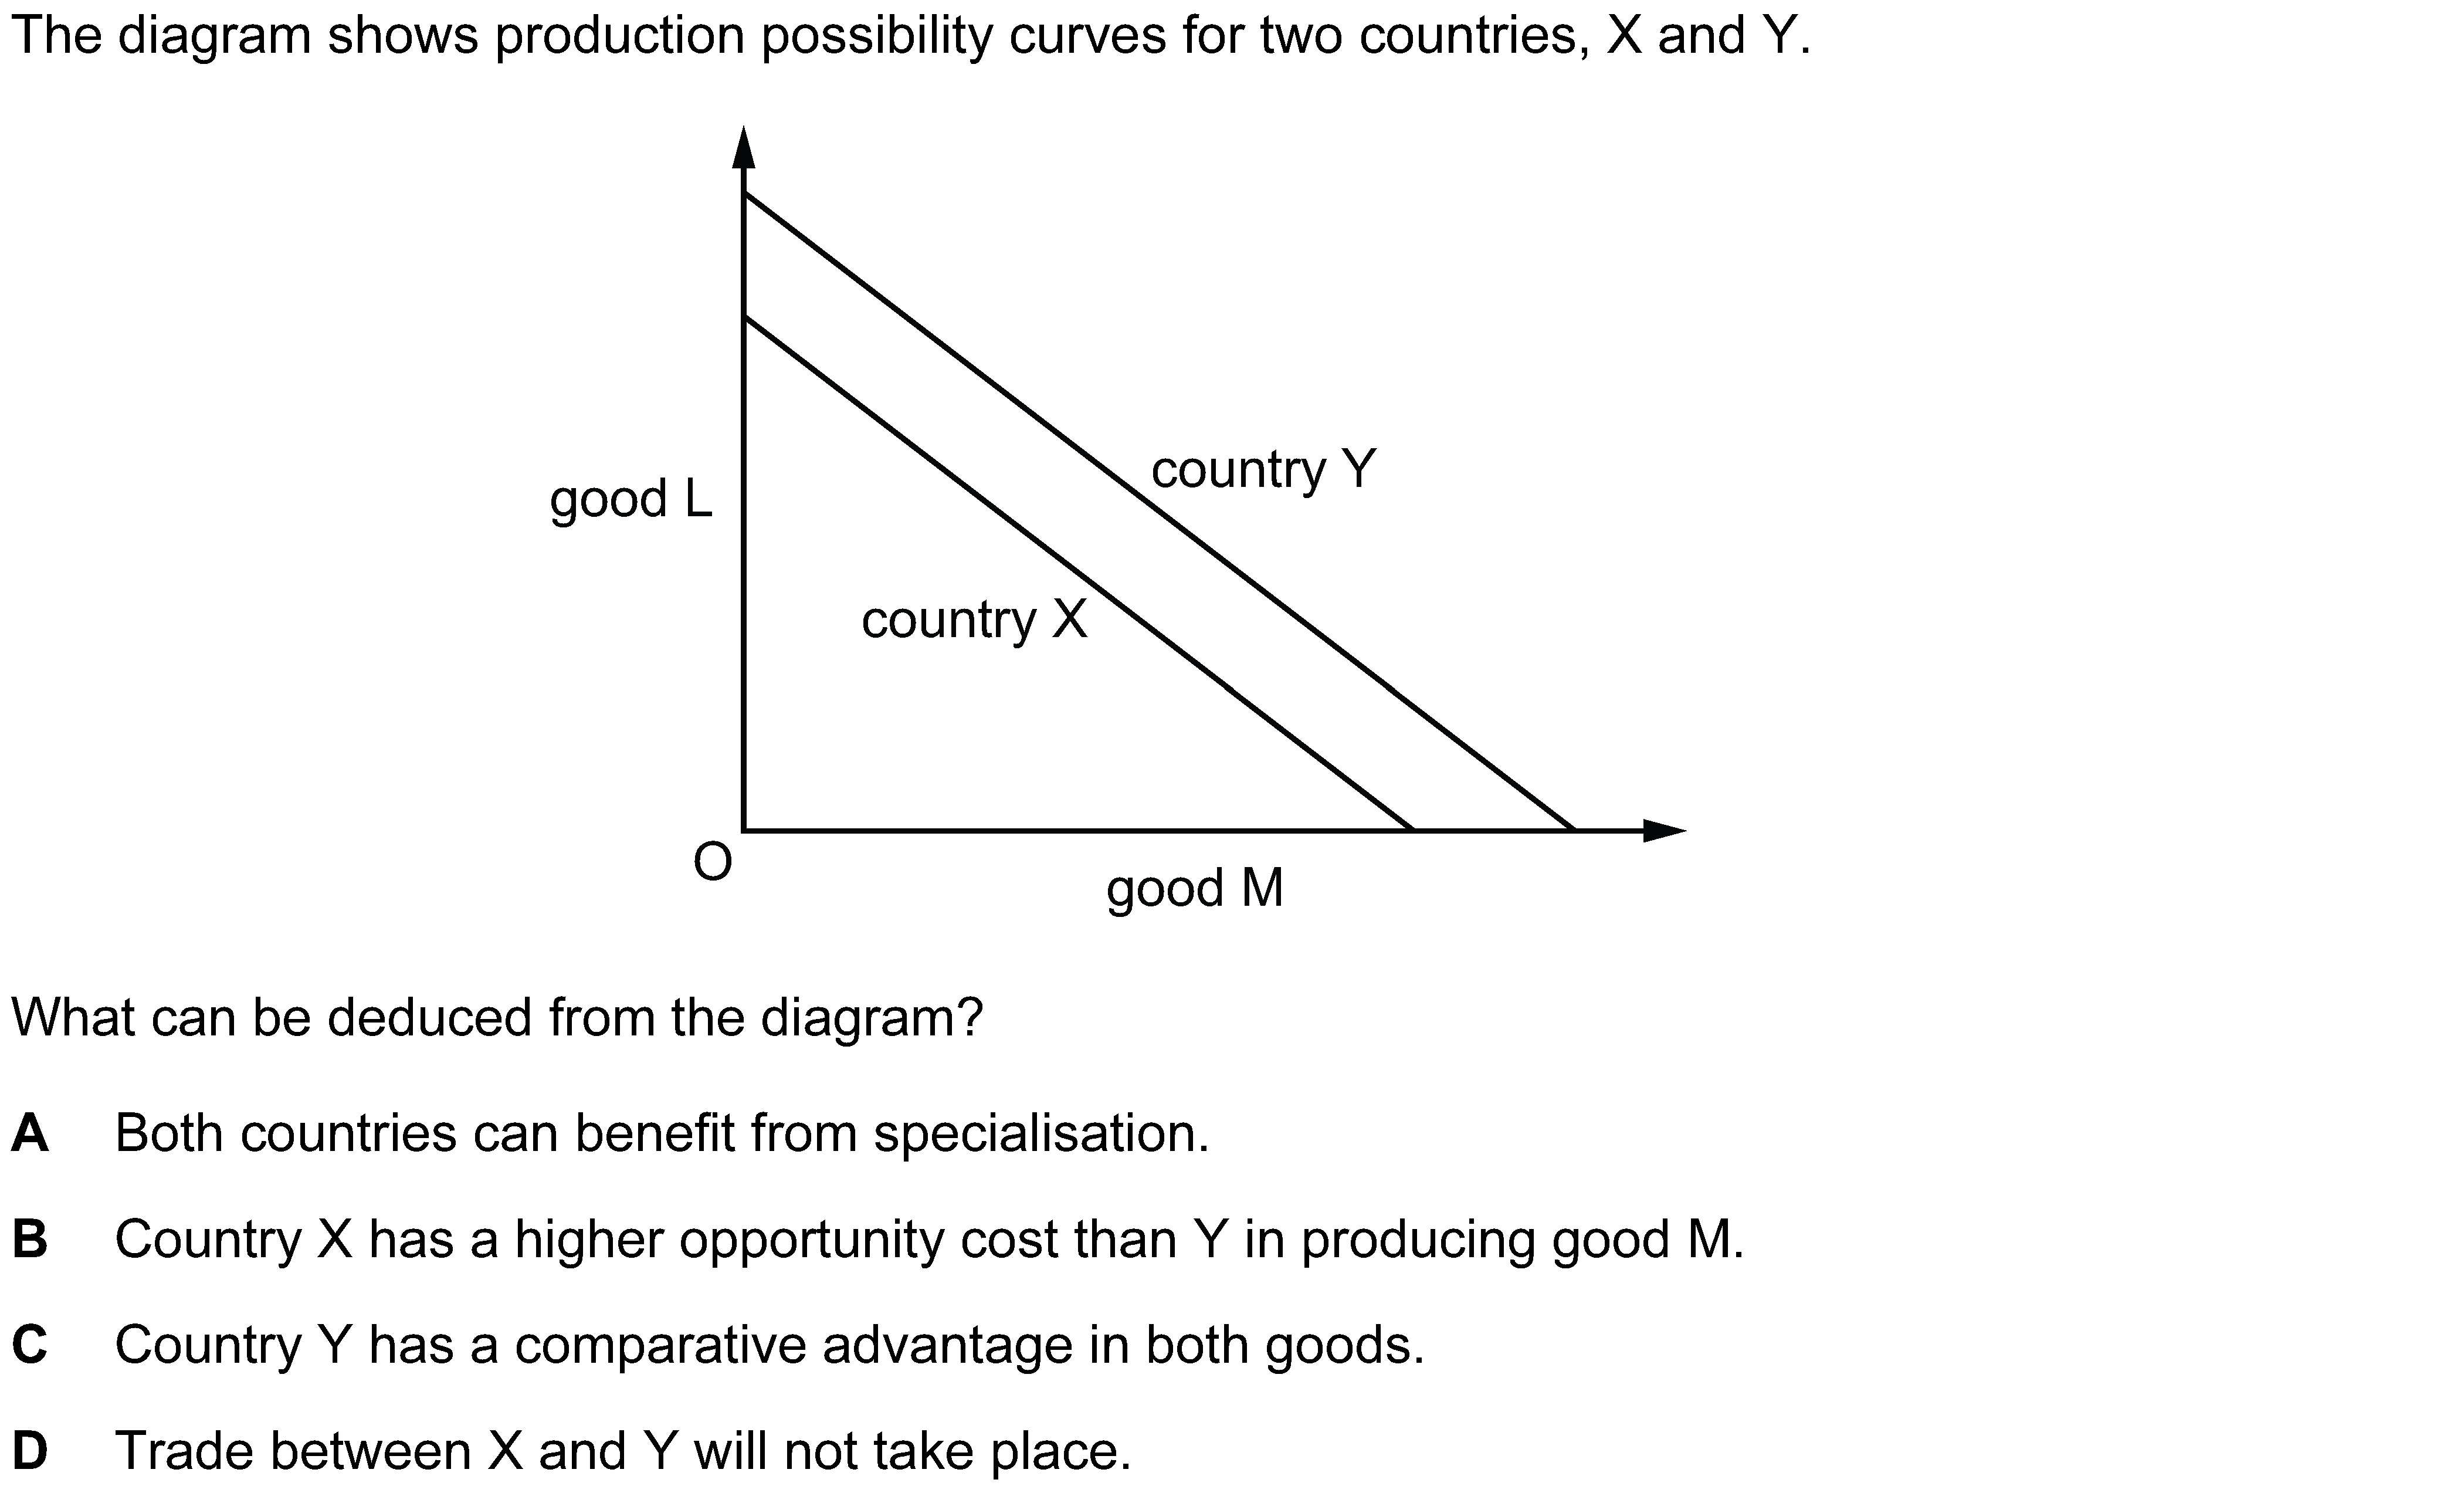 The diagram shows production possibility curves for two countries, X and Y.
country Y
good L
country X
O
good M
What can be deduced from the diagram?
A Both countries can benefit from specialisation.
B Country X has a higher opportunity cost than Y in producing good M.
C Country Y has a comparative advantage in both goods.
D Trade between X and Y will not take place.